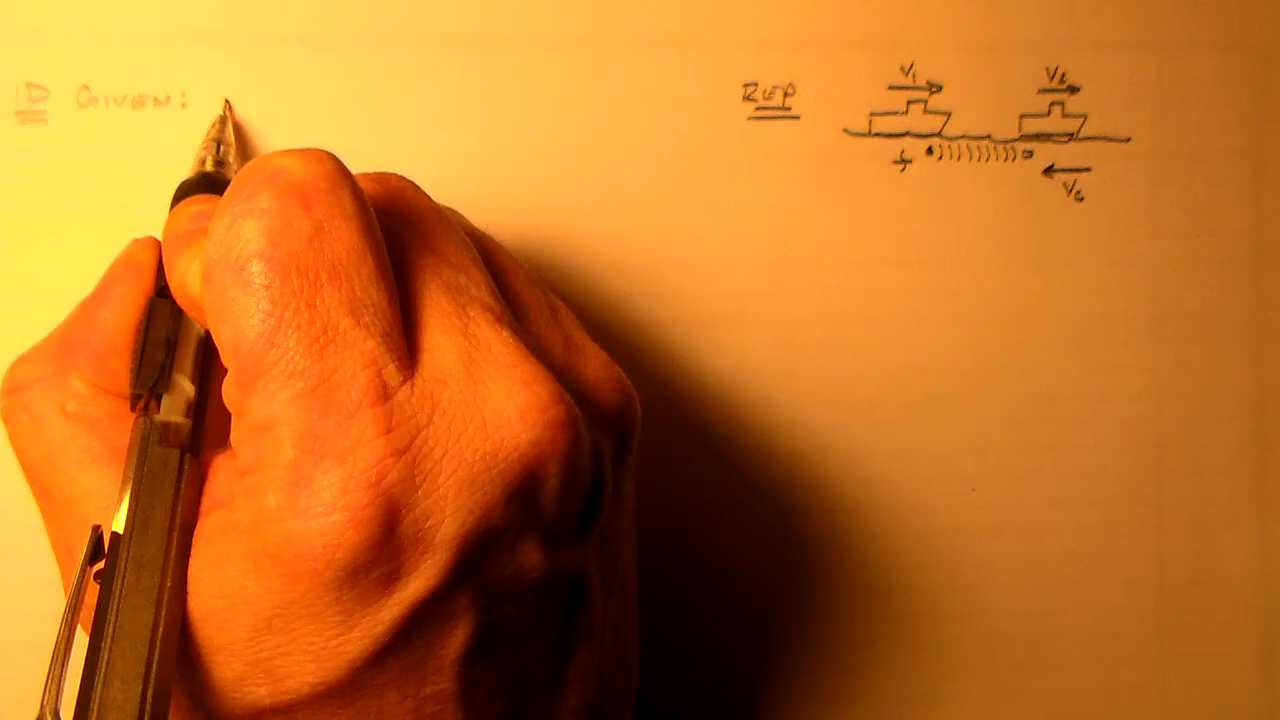 ID GIVEN:
REP
V₁
V₂
+
Vc